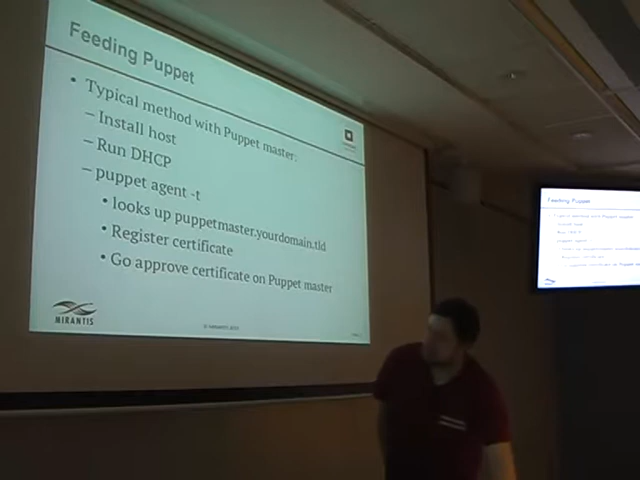 Feeding Puppet
• Typical method with Puppet master:
– Install host
– Run DHCP
– puppet agent -t
• looks up puppetmaster.yourdomain.tld
• Register certificate
• Go approve certificate on Puppet master
MIRANTIS
Feeding Puppet